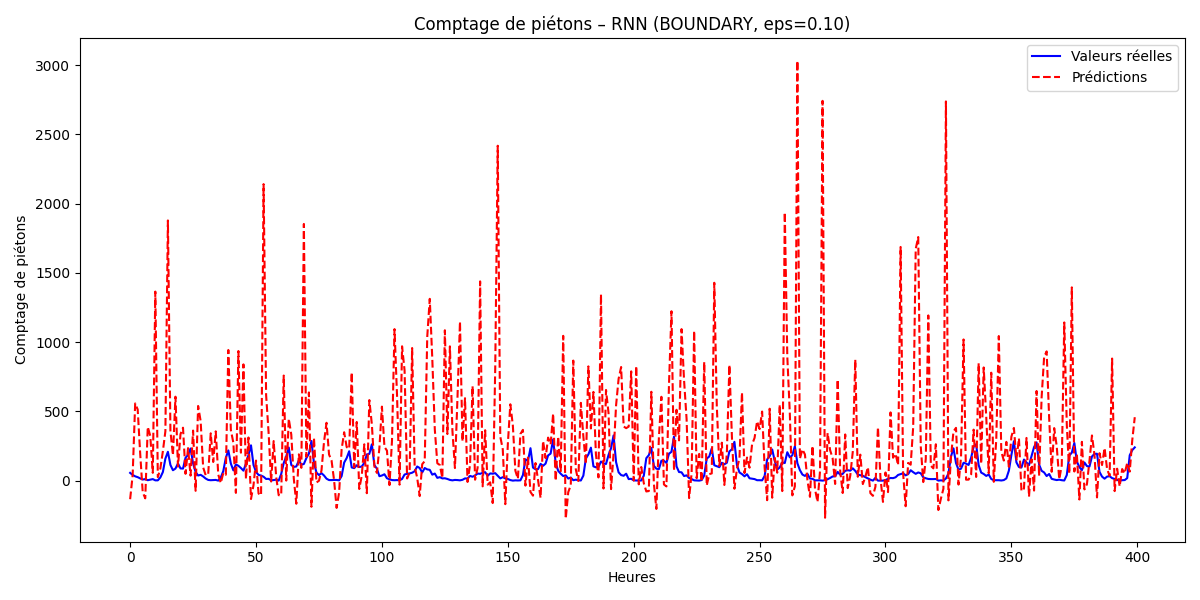 Comptage de piétons – RNN (BOUNDARY, eps=0.10)
Valeurs réelles
Prédictions
Comptage de piétons
3000
2500
2000
1500
1000
500
0
0 50 100 150 200 250 300 350 400
Heures